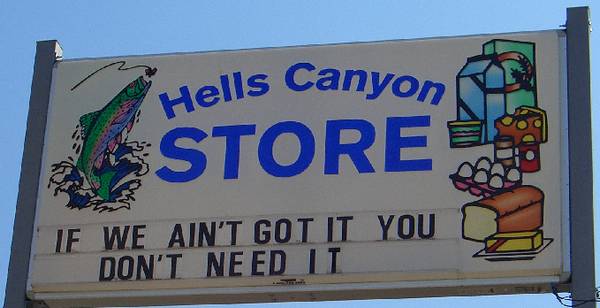 Hells Canyon
STORE
IF WE AIN'T GOT IT YOU
DON'T NEED IT